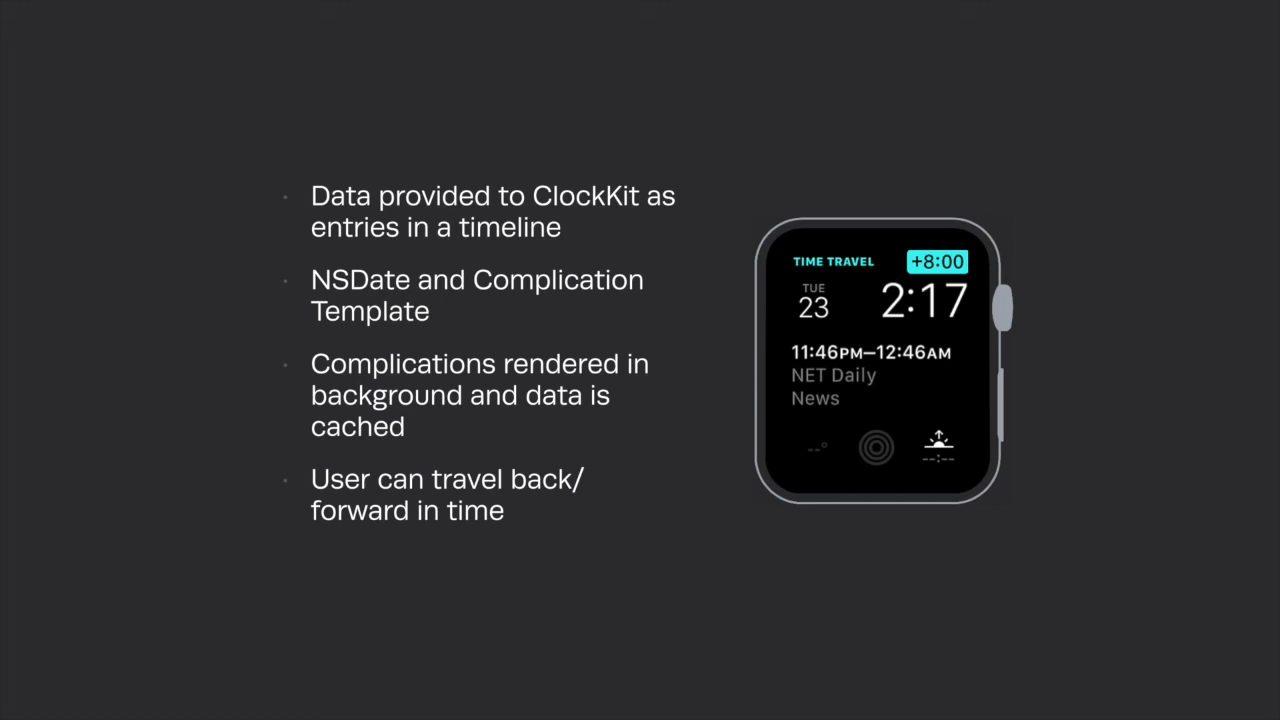 Data provided to ClockKit as
entries in a timeline
NSDate and Complication
Template
Complications rendered in
background and data is
cached
User can travel back/
forward in time
TIME TRAVEL +8:00
TUE
23 2:17
11:46PM–12:46AM
NET Daily
News
--°
--:--